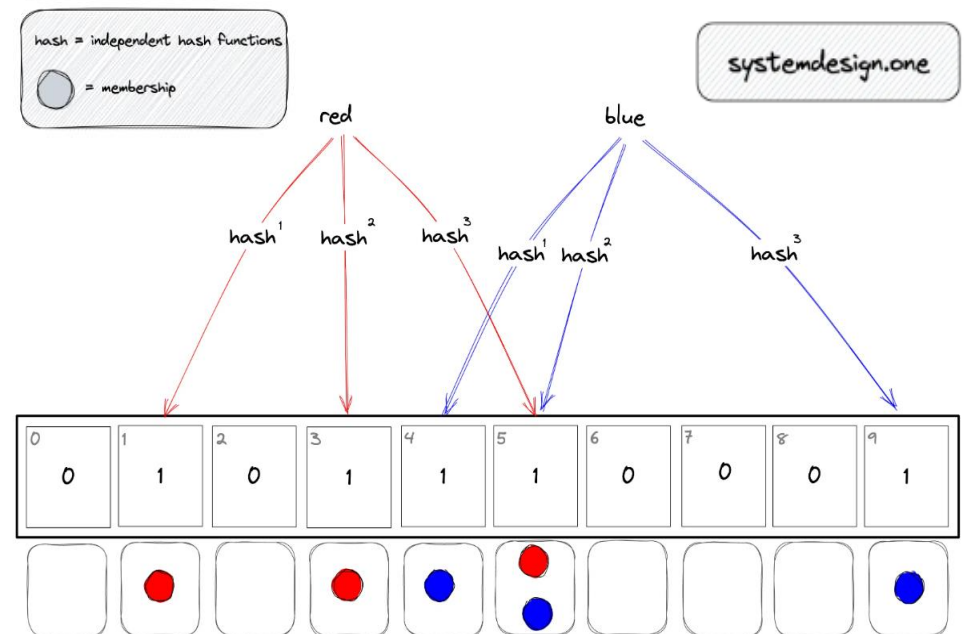 hash = independent hash functions
= membership
systemdesign.one
red
blue
hash¹
hash²
hash³
hash¹
hash²
hash³
0 1 2 3 4 5 6 7 8 9
0 1 0 1 1 1 0 0 0 1